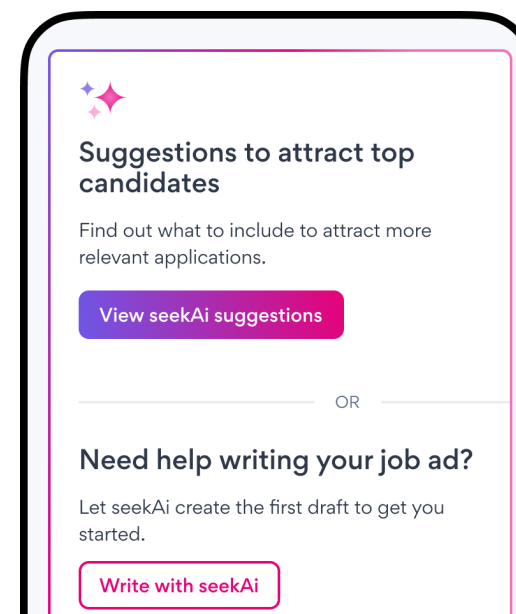 Suggestions to attract top
candidates
Find out what to include to attract more
relevant applications.
View seekAi suggestions
OR
Need help writing your job ad?
Let seekAi create the first draft to get you
started.
Write with seekAi